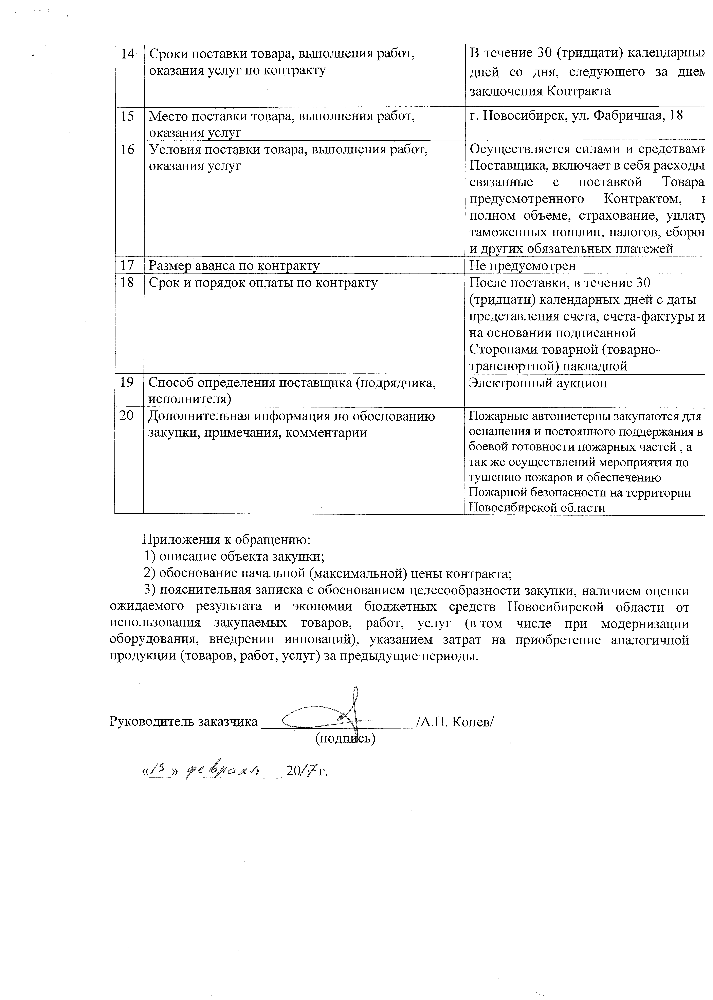 14 Сроки поставки товара, выполнения работ,
оказания услуг по контракту
В течение 30 (тридцати) календарных
дней со дня, следующего за днем
заключения Контракта
15 Место поставки товара, выполнения работ,
оказания услуг
г. Новосибирск, ул. Фабричная, 18
16 Условия поставки товара, выполнения работ,
оказания услуг
Осуществляется силами и средствами
Поставщика, включает в себя расходы
связанные с поставкой Товара
предусмотренного Контрактом, в
полном объеме, страхование, уплату
таможенных пошлин, налогов, сборов
и других обязательных платежей
17 Размер аванса по контракту
Не предусмотрен
18 Срок и порядок оплаты по контракту
После поставки, в течение 30
(тридцати) календарных дней с даты
представления счета, счета-фактуры и
на основании подписанной
Сторонами товарной (товарно-
транспортной) накладной
19 Способ определения поставщика (подрядчика,
исполнителя)
Электронный аукцион
20 Дополнительная информация по обоснованию
закупки, примечания, комментарии
Пожарные автоцистерны закупаются для
оснащения и постоянного поддержания в
боевой готовности пожарных частей , а
так же осуществлений мероприятия по
тушению пожаров и обеспечению
Пожарной безопасности на территории
Новосибирской области
Приложения к обращению:
1) описание объекта закупки;
2) обоснование начальной (максимальной) цены контракта;
3) пояснительная записка с обоснованием целесообразности закупки, наличием оценки
ожидаемого результата и экономии бюджетных средств Новосибирской области от
использования закупаемых товаров, работ, услуг (в том числе при модернизации
оборудования, внедрении инноваций), указанием затрат на приобретение аналогичной
продукции (товаров, работ, услуг) за предыдущие периоды.
Руководитель заказчика /А.П. Конев/
(подпись)
«13» февраля 2017 г.